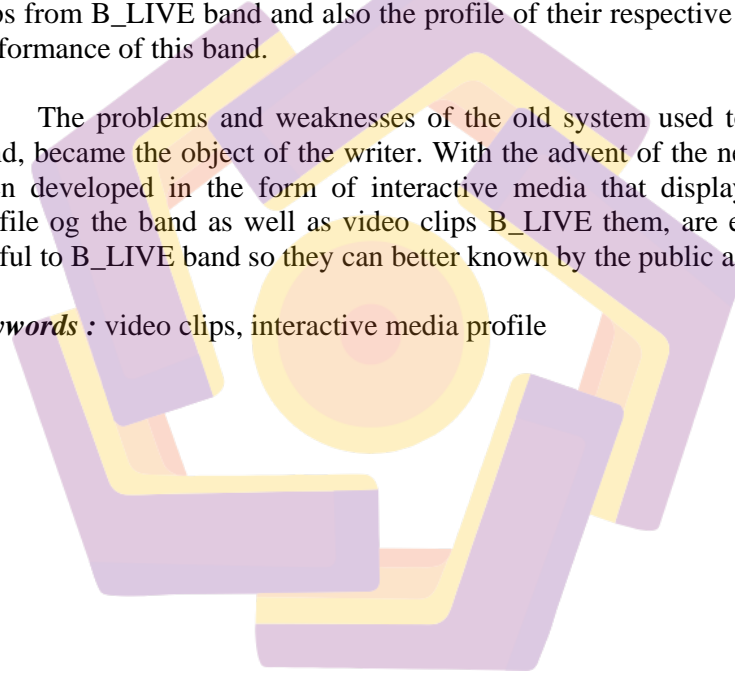 ps from B_LIVE band and also the profile of their respective
formance of this band.
The problems and weaknesses of the old system used t
d, became the object of the writer. With the advent of the ne
n developed in the form of interactive media that display
file og the band as well as video clips B_LIVE them, are e
ful to B_LIVE band so they can better known by the public a
ywords : video clips, interactive media profile